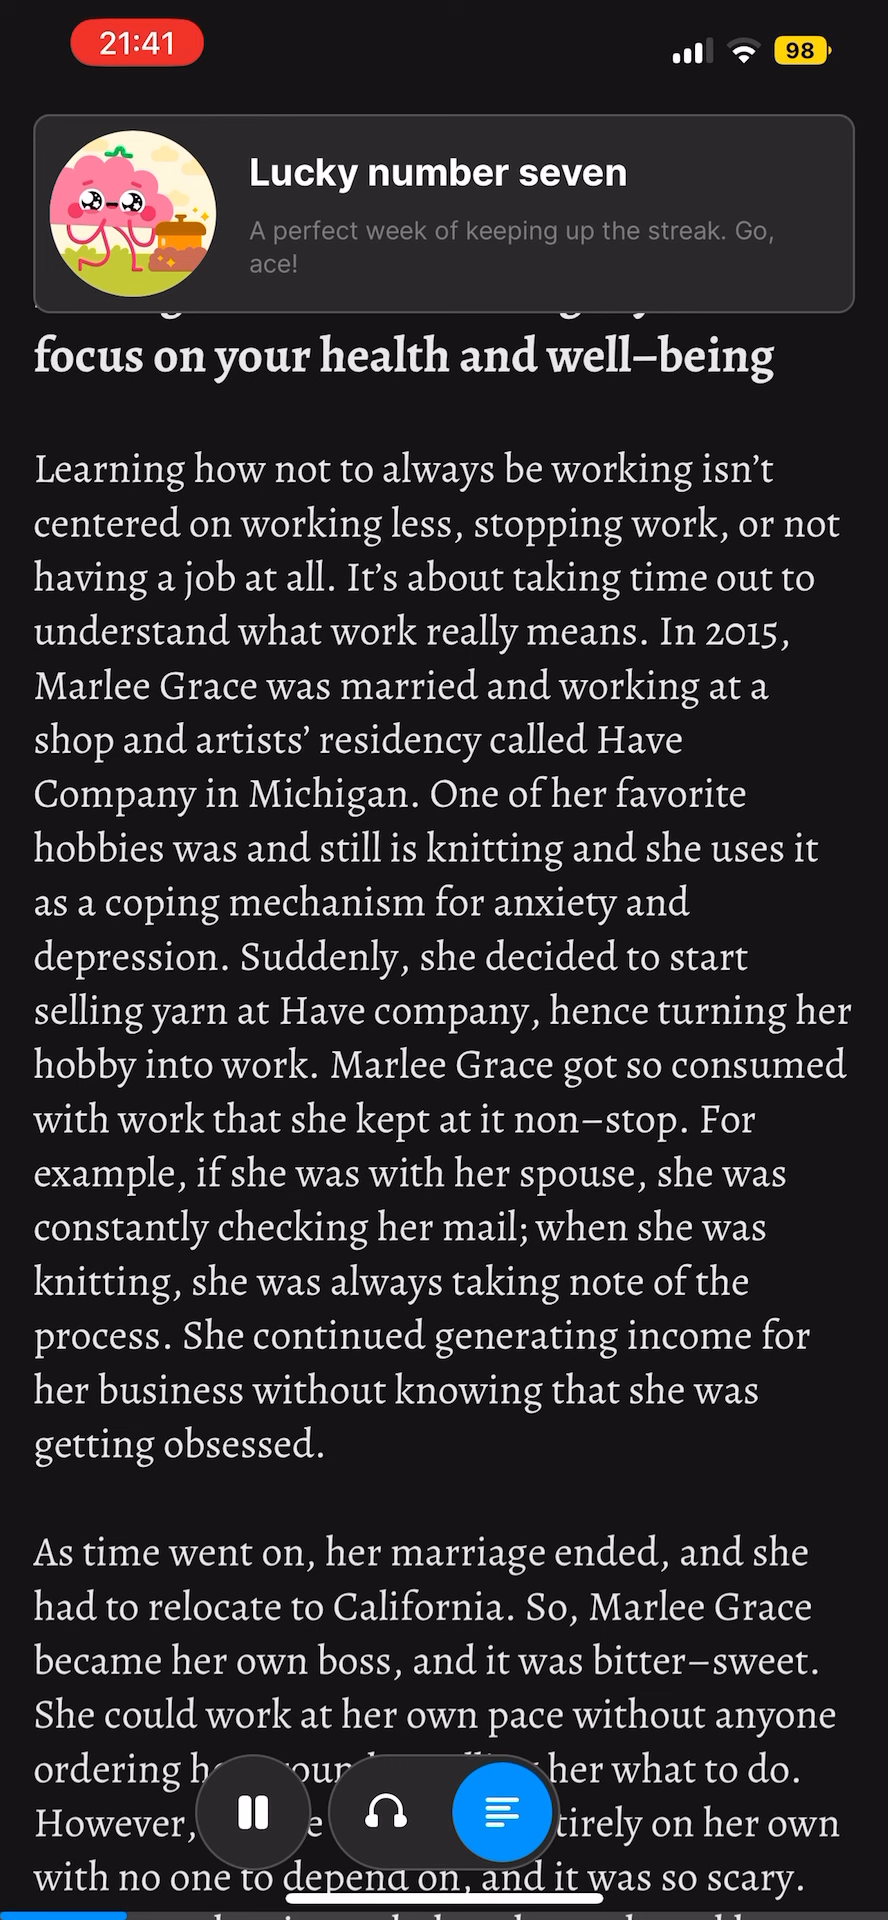 21:41
98
Lucky number seven
A perfect week of keeping up the streak. Go,
ace!
focus on your health and well–being
Learning how not to always be working isn’t
centered on working less, stopping work, or not
having a job at all. It’s about taking time out to
understand what work really means. In 2015,
Marlee Grace was married and working at a
shop and artists’ residency called Have
Company in Michigan. One of her favorite
hobbies was and still is knitting and she uses it
as a coping mechanism for anxiety and
depression. Suddenly, she decided to start
selling yarn at Have company, hence turning her
hobby into work. Marlee Grace got so consumed
with work that she kept at it non–stop. For
example, if she was with her spouse, she was
constantly checking her mail; when she was
knitting, she was always taking note of the
process. She continued generating income for
her business without knowing that she was
getting obsessed.
As time went on, her marriage ended, and she
had to relocate to California. So, Marlee Grace
became her own boss, and it was bitter–sweet.
She could work at her own pace without anyone
ordering her what to do.
However, on her own
with no one to depend on, and it was so scary.